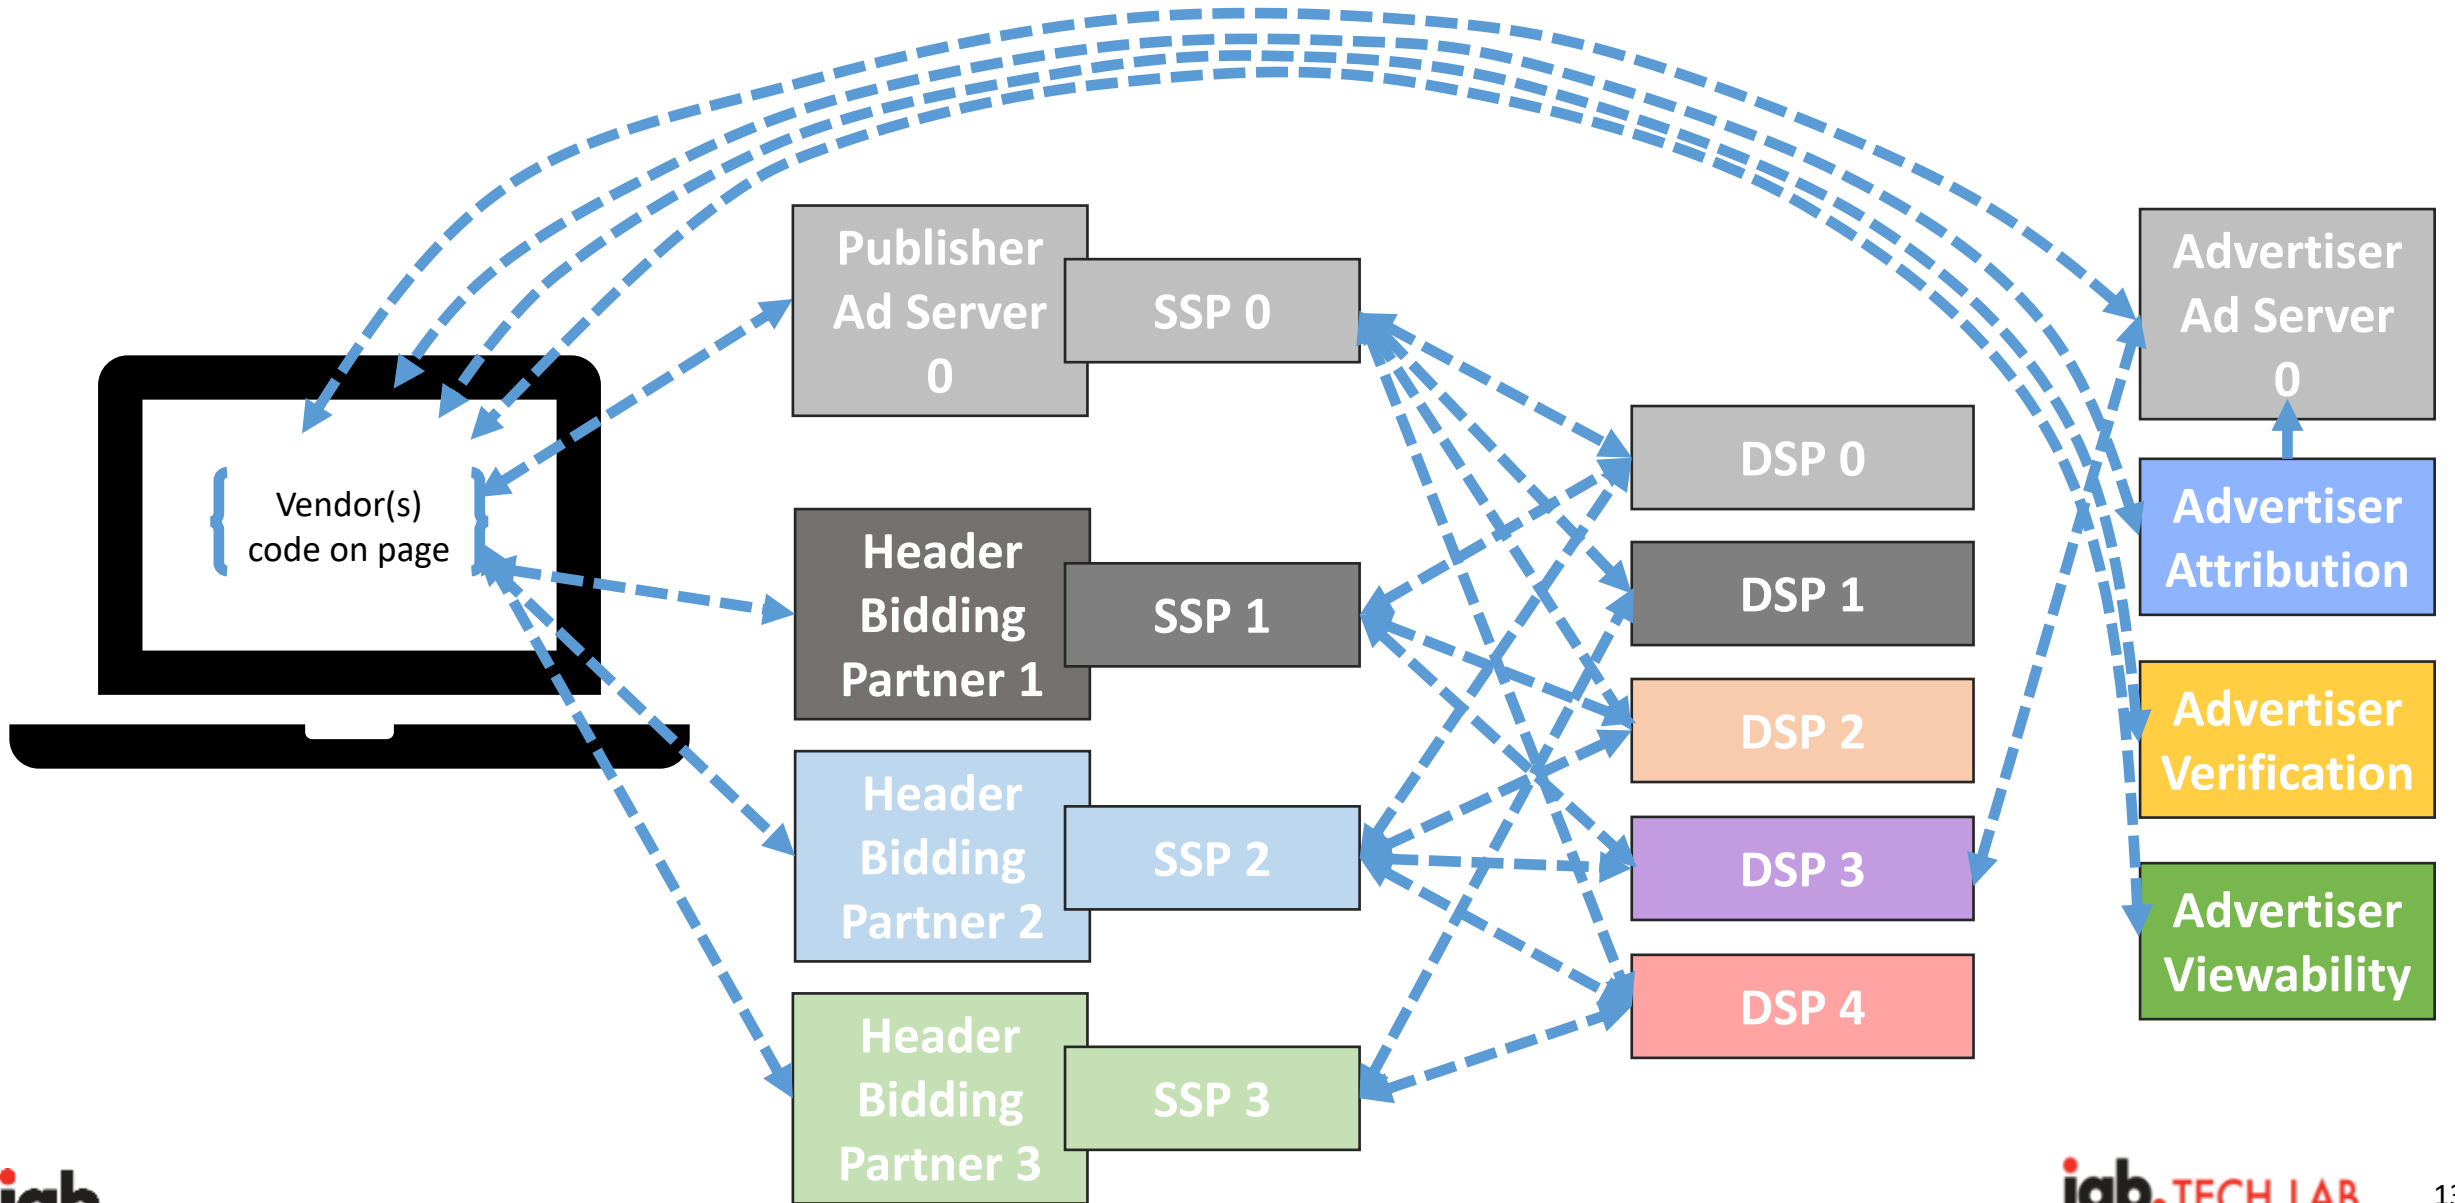 Publisher
Ad Server
0
SSP 0
Advertiser
Ad Server
0
DSP 0
Vendor(s)
code on page
Advertiser
Attribution
Header
Bidding
Partner 1
SSP 1
DSP 1
DSP 2
Advertiser
Verification
Header
Bidding
Partner 2
SSP 2
DSP 3
Advertiser
Viewability
DSP 4
Header
Bidding
Partner 3
SSP 3
iab
iab. TECH LAB
13